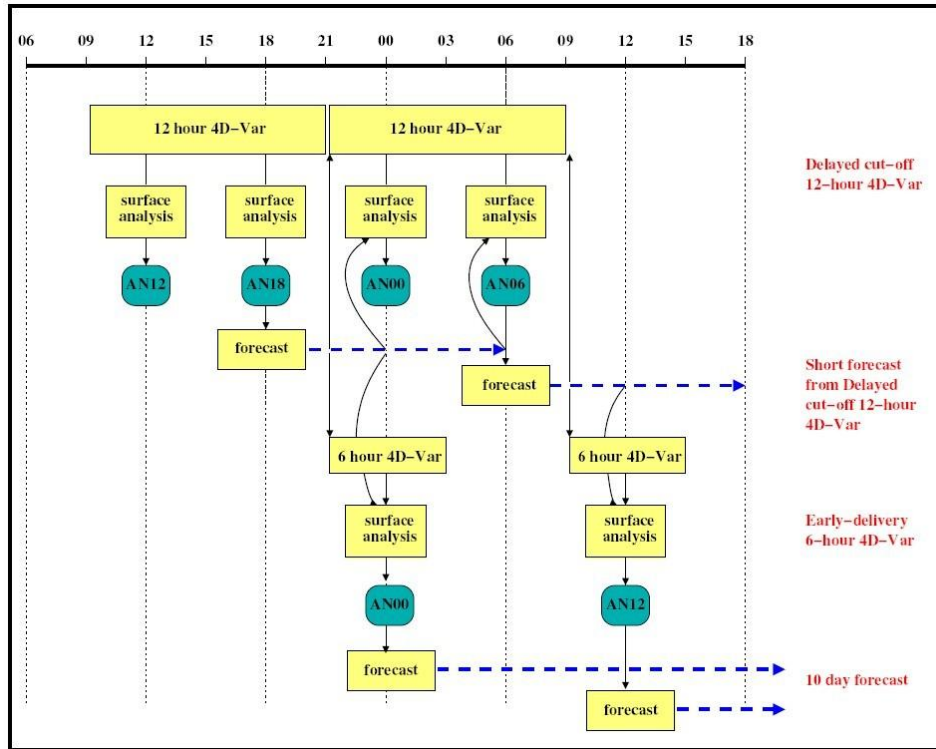 06 09 12 15 18 21 00 03 06 09 12 15 18
12 hour 4D−Var
12 hour 4D−Var
Delayed cut−off
12−hour 4D−Var
surface
analysis
surface
analysis
surface
analysis
surface
analysis
AN12
AN18
AN00
AN06
forecast
forecast
Short forecast
from Delayed
cut−off 12−hour
4D−Var
6 hour 4D−Var
6 hour 4D−Var
surface
analysis
surface
analysis
Early−delivery
6−hour 4D−Var
AN00
AN12
forecast
10 day forecast
forecast